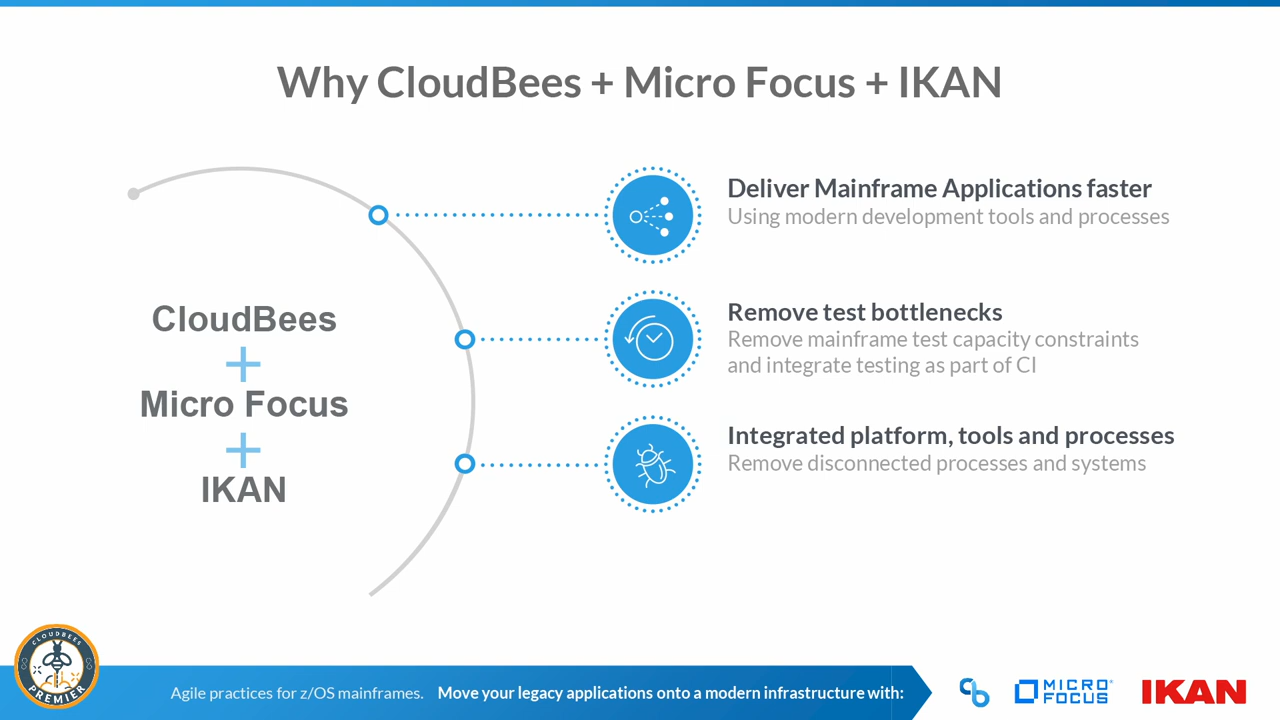 Why CloudBees + Micro Focus + IKAN
Deliver Mainframe Applications faster
Using modern development tools and processes
CloudBees
+
Micro Focus
+
IKAN
Remove test bottlenecks
Remove mainframe test capacity constraints
and integrate testing as part of CI
Integrated platform, tools and processes
Remove disconnected processes and systems
CLOUDBEES
PREMIER
Agile practices for z/OS mainframes. Move your legacy applications onto a modern infrastructure with:
MICRO
FOCUS
IKAN